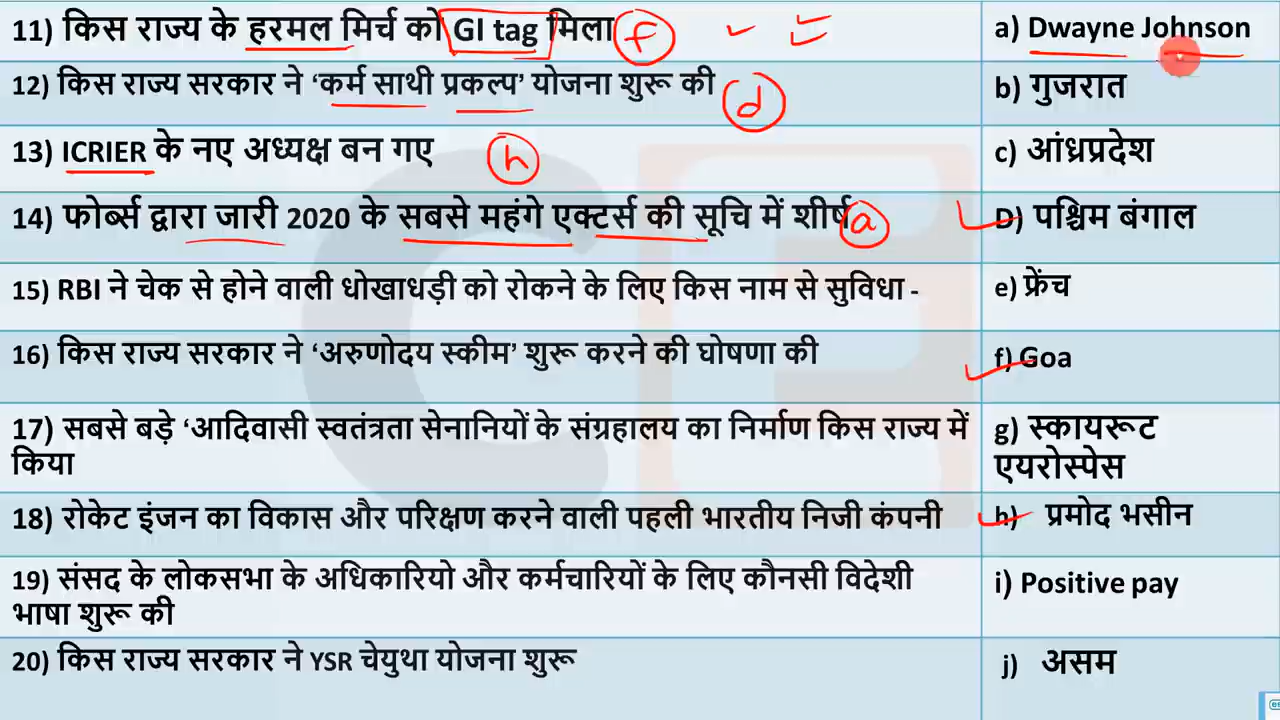 11) किस राज्य के हरमल मिर्च को GI tag मिला f
a) Dwayne Johnson
12) किस राज्य सरकार ने ‘कर्म साथी प्रकल्प’ योजना शुरू की d
b) गुजरात
13) ICRIER के नए अध्यक्ष बन गए h
c) आंध्रप्रदेश
14) फोर्ब्स द्वारा जारी 2020 के सबसे महंगे एक्टर्स की सूचि में शीर्ष a
D) पश्चिम बंगाल
15) RBI ने चेक से होने वाली धोखाधड़ी को रोकने के लिए किस नाम से सुविधा -
e) फ्रेंच
16) किस राज्य सरकार ने ‘अरुणोदय स्कीम’ शुरू करने की घोषणा की
f) Goa
17) सबसे बड़े ‘आदिवासी स्वतंत्रता सेनानियों के संग्रहालय का निर्माण किस राज्य में
किया
g) स्कायरूट
एयरोस्पेस
18) रोकेट इंजन का विकास और परिक्षण करने वाली पहली भारतीय निजी कंपनी
h) प्रमोद भसीन
19) संसद के लोकसभा के अधिकारियो और कर्मचारियों के लिए कौनसी विदेशी
भाषा शुरू की
i) Positive pay
20) किस राज्य सरकार ने YSR चेयुथा योजना शुरू
j) असम